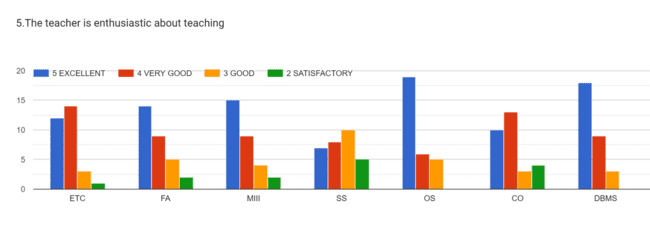 5.The teacher is enthusiastic about teaching
20
5 EXCELLENT 4 VERY GOOD 3 GOOD 2 SATISFACTORY
15
10
5
0
ETC FA MIII SS OS CO DBMS